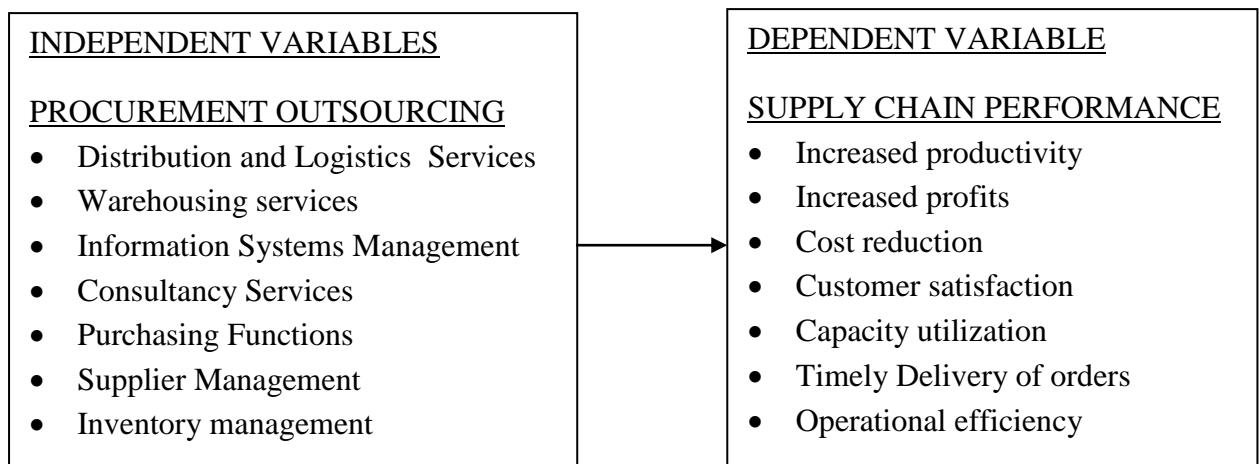 INDEPENDENT VARIABLES
PROCUREMENT OUTSOURCING
• Distribution and Logistics Services
• Warehousing services
• Information Systems Management
• Consultancy Services
• Purchasing Functions
• Supplier Management
• Inventory management
DEPENDENT VARIABLE
SUPPLY CHAIN PERFORMANCE
• Increased productivity
• Increased profits
• Cost reduction
• Customer satisfaction
• Capacity utilization
• Timely Delivery of orders
• Operational efficiency